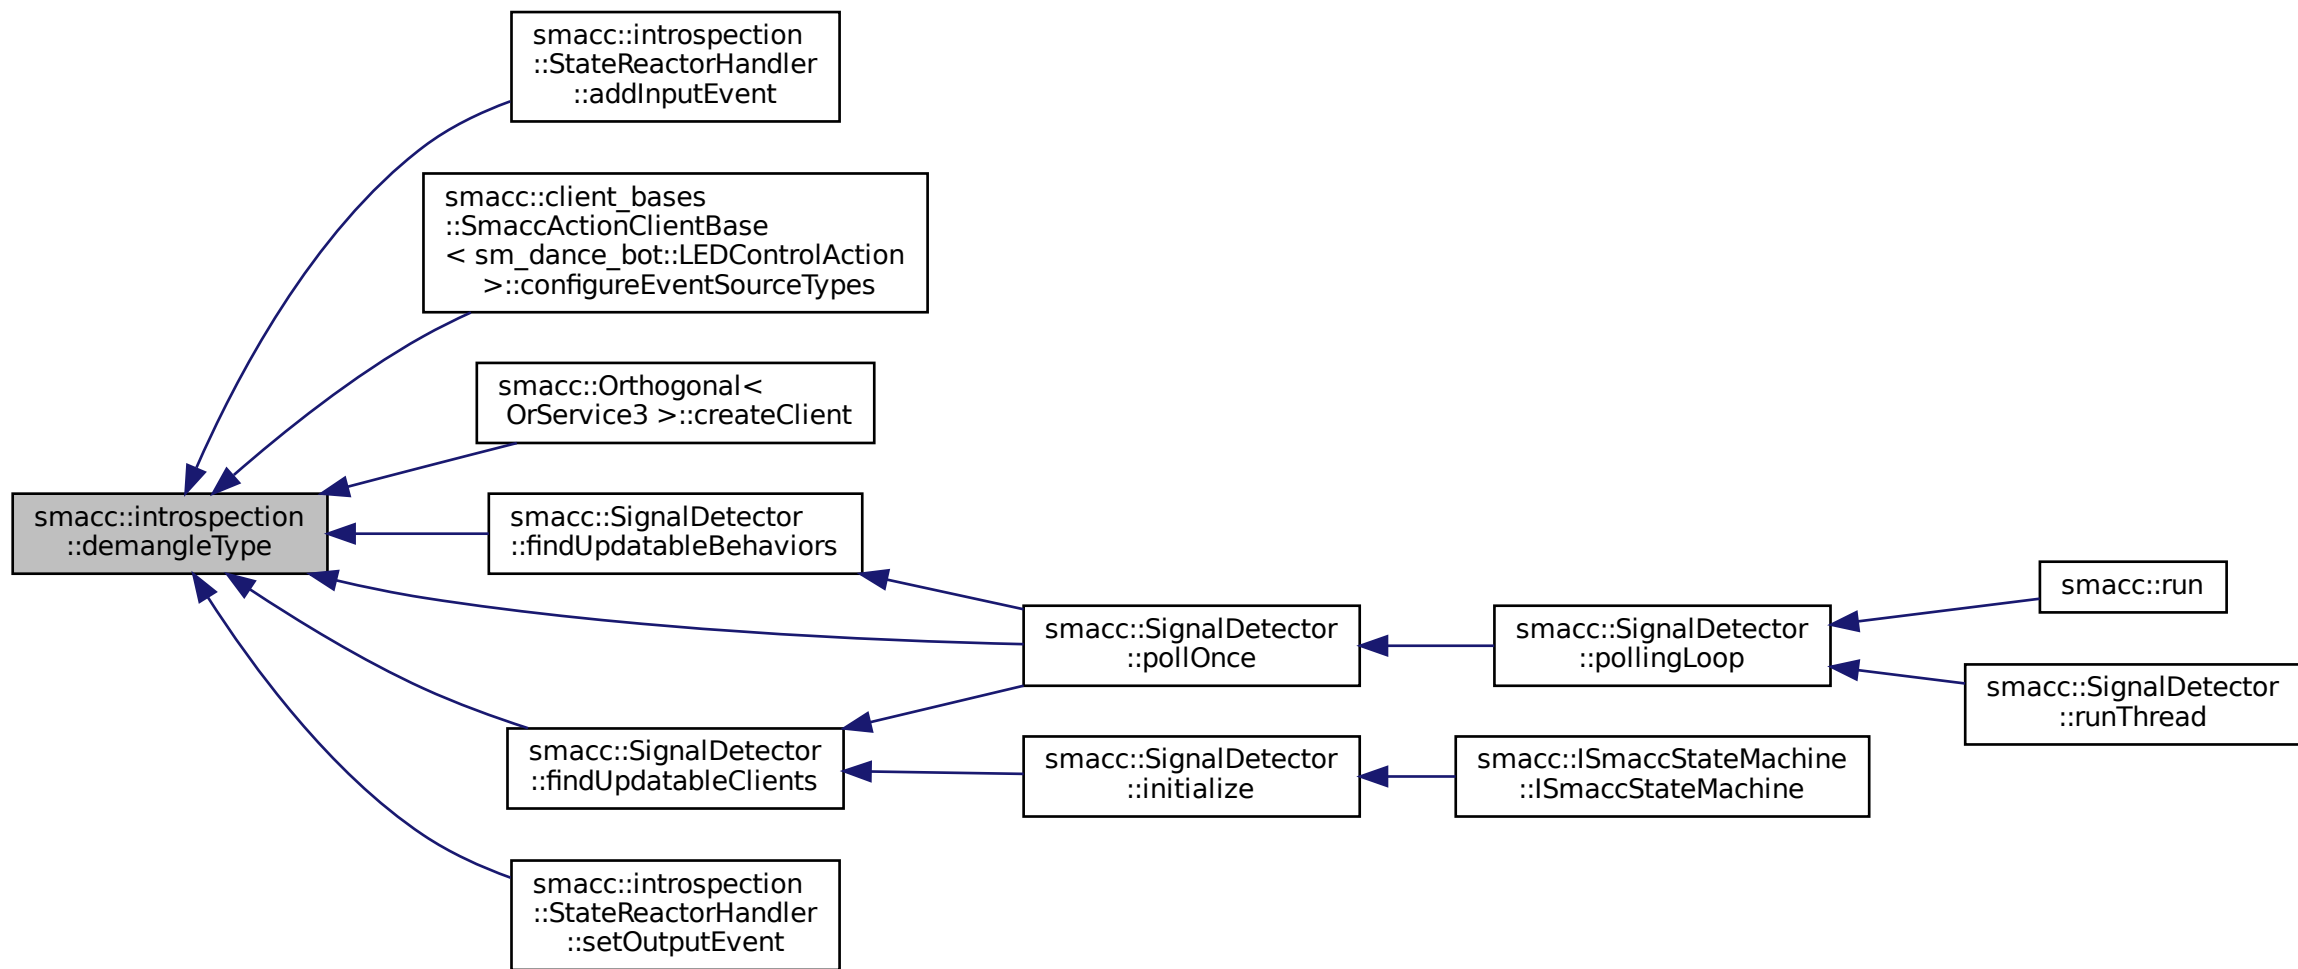 smacc::introspection
::StateReactorHandler
::addInputEvent
smacc::client_bases
::SmaccActionClientBase
< sm_dance_bot::LEDControlAction
>::configureEventSourceTypes
smacc::Orthogonal<
OrService3 >::createClient
smacc::introspection
::demangleType
smacc::SignalDetector
::findUpdatableBehaviors
smacc::SignalDetector
::pollOnce
smacc::SignalDetector
::pollingLoop
smacc::run
smacc::SignalDetector
::runThread
smacc::SignalDetector
::findUpdatableClients
smacc::SignalDetector
::initialize
smacc::ISmaccStateMachine
::ISmaccStateMachine
smacc::introspection
::StateReactorHandler
::setOutputEvent